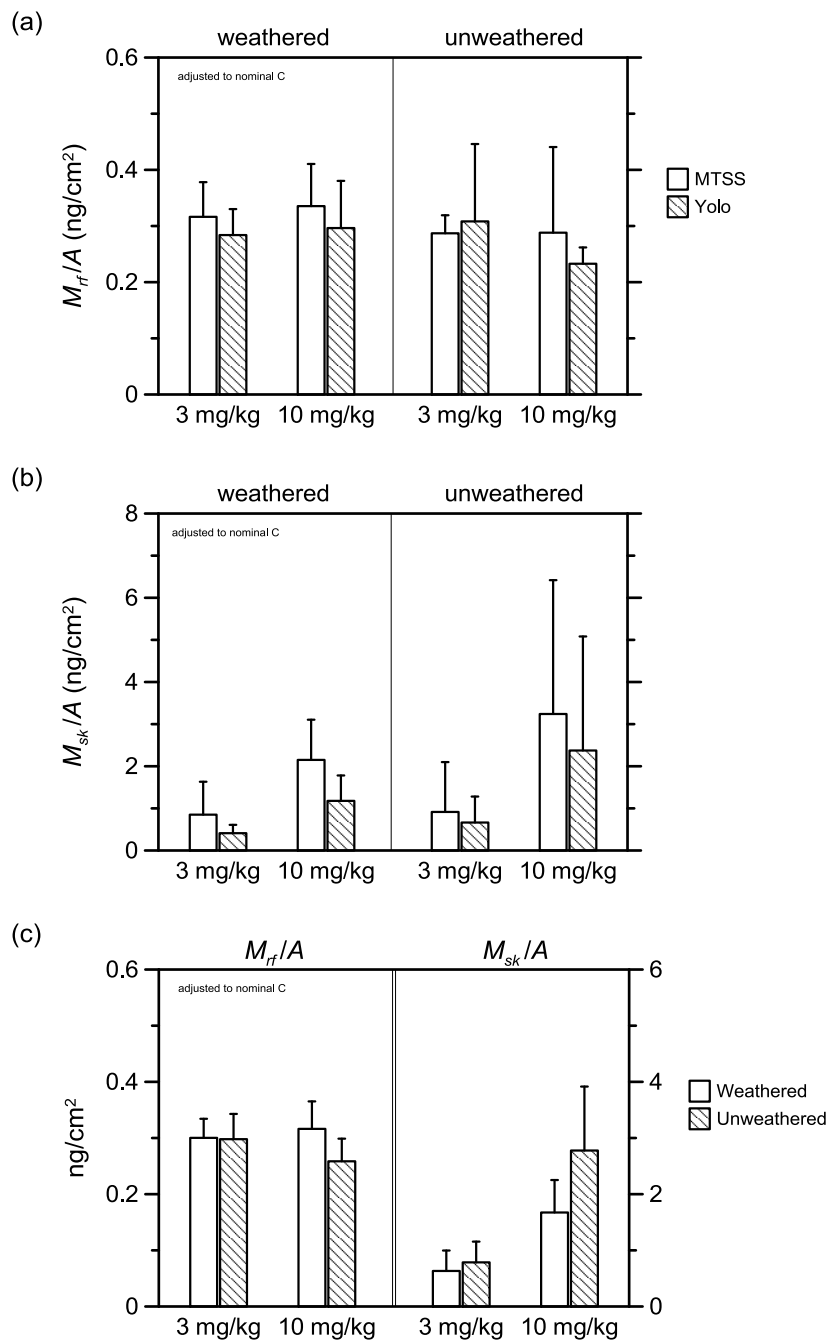 (a)
weathered unweathered
adjusted to nominal C
0.6
0.4
0.2
0
M_rf/A (ng/cm²)
3 mg/kg 10 mg/kg 3 mg/kg 10 mg/kg
MTSS
Yolo
(b)
weathered unweathered
adjusted to nominal C
8
6
4
2
0
M_sk/A (ng/cm²)
3 mg/kg 10 mg/kg 3 mg/kg 10 mg/kg
(c)
M_rf/A M_sk/A
adjusted to nominal C
0.6 6
0.4 4
0.2 2
0 0
ng/cm²
3 mg/kg 10 mg/kg 3 mg/kg 10 mg/kg
Weathered
Unweathered